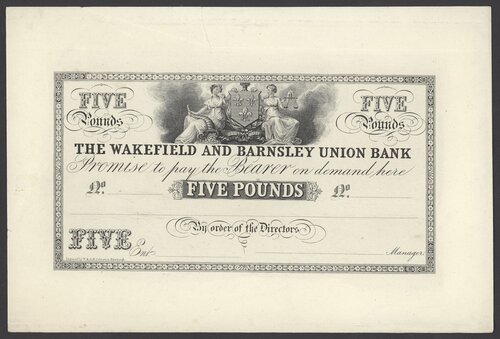 FIVE Pounds
FIVE Pounds
THE WAKEFIELD AND BARNSLEY UNION BANK
Promise to pay the Bearer on demand here
No. FIVE POUNDS No.
By order of the Directors
FIVE Ent.
Manager.